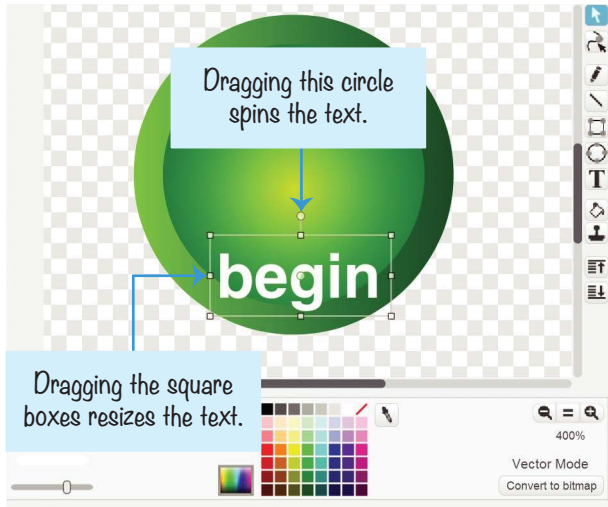 Dragging this circle
spins the text.
T
begin
Dragging the square
boxes resizes the text.
400%
Vector Mode
Convert to bitmap